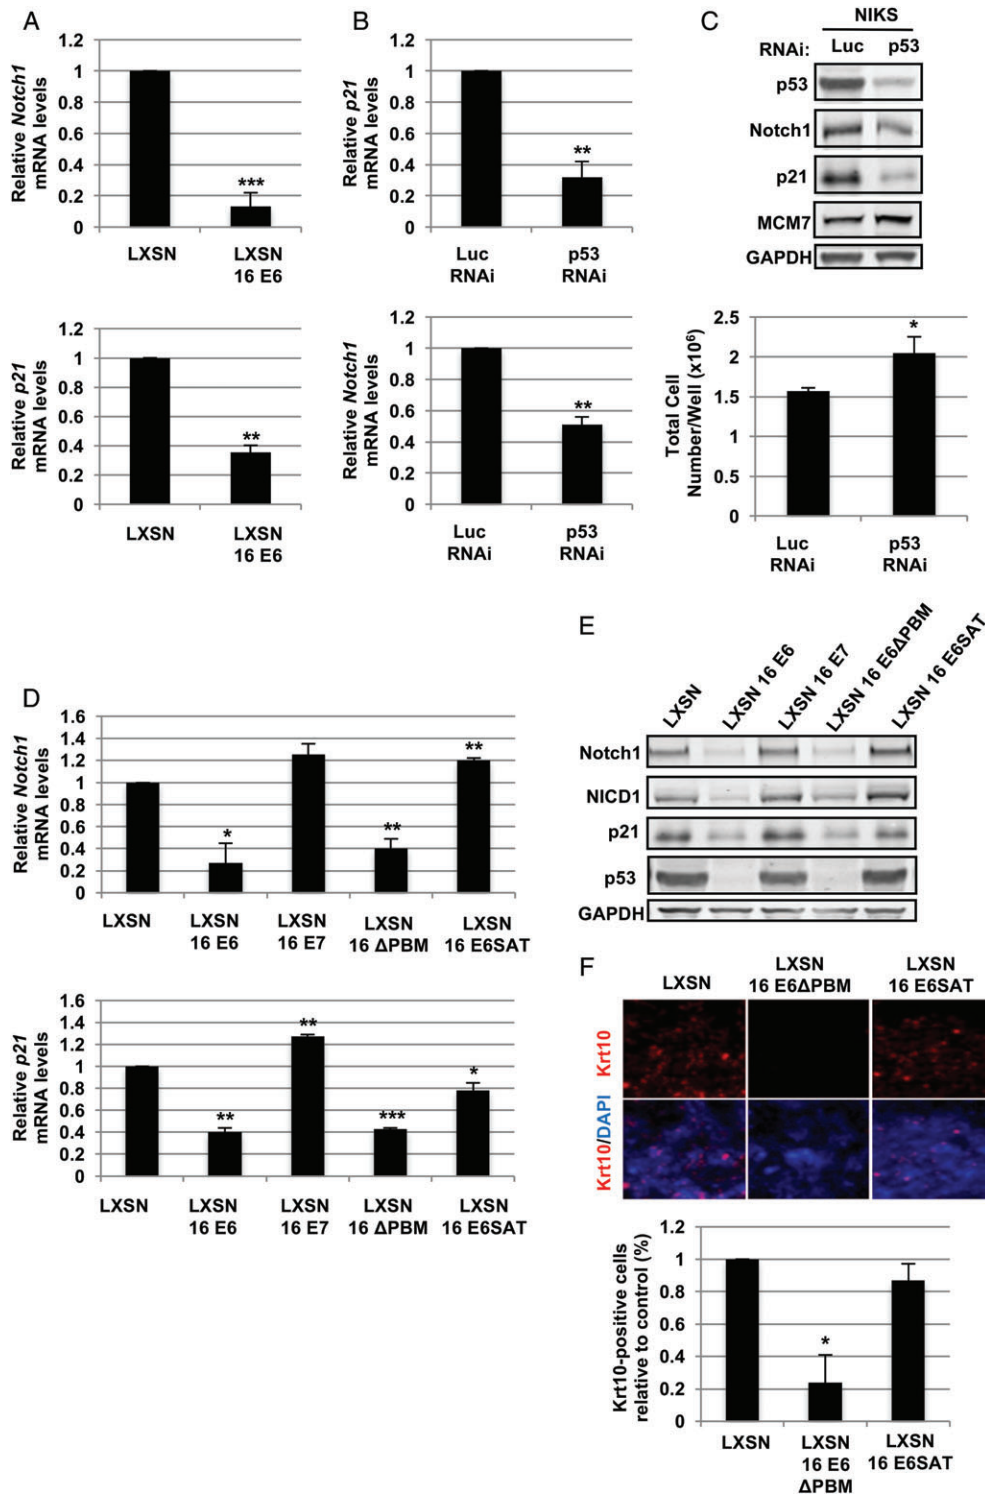 A
Relative Notch1
mRNA levels
1.2
1
0.8
0.6
0.4
0.2
0
***
LXSN
LXSN
16 E6
Relative p21
mRNA levels
1.2
1
0.8
0.6
0.4
0.2
0
**
LXSN
LXSN
16 E6
B
Relative p21
mRNA levels
1.2
1
0.8
0.6
0.4
0.2
0
**
Luc
RNAi
p53
RNAi
Relative Notch1
mRNA levels
1.2
1
0.8
0.6
0.4
0.2
0
**
Luc
RNAi
p53
RNAi
C
NIKS
RNAi: Luc p53
p53
Notch1
p21
MCM7
GAPDH
Total Cell
Number/Well (x10⁶)
2.5
2
1.5
1
0.5
0
*
Luc
RNAi
p53
RNAi
D
Relative Notch1
mRNA levels
1.6
1.4
1.2
1
0.8
0.6
0.4
0.2
0
*
**
**
LXSN
LXSN
16 E6
LXSN
16 E7
LXSN
16 ΔPBM
LXSN
16 E6SAT
Relative p21
mRNA levels
1.6
1.4
1.2
1
0.8
0.6
0.4
0.2
0
**
**
***
*
LXSN
LXSN
16 E6
LXSN
16 E7
LXSN
16 ΔPBM
LXSN
16 E6SAT
E
LXSN
LXSN 16 E6
LXSN 16 E7
LXSN 16 E6ΔPBM
LXSN 16 E6SAT
Notch1
NICD1
p21
p53
GAPDH
F
LXSN
LXSN
16 E6ΔPBM
LXSN
16 E6SAT
Krt10
Krt10/DAPI
Krt10-positive cells
relative to control (%)
1.2
1
0.8
0.6
0.4
0.2
0
*
LXSN
LXSN
16 E6
ΔPBM
LXSN
16 E6SAT